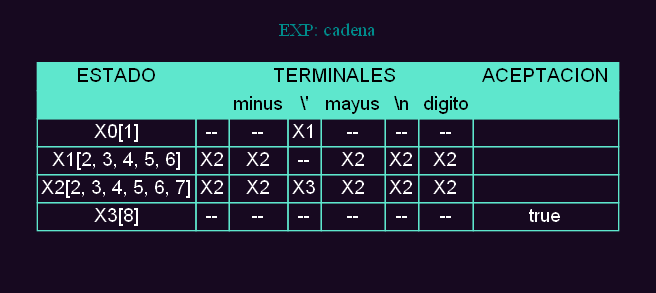 EXP: cadena
ESTADO TERMINALES ACEPTACION
minus \' mayus \n digito
X0[1] -- -- X1 -- -- --
X1[2, 3, 4, 5, 6] X2 X2 -- X2 X2 X2
X2[2, 3, 4, 5, 6, 7] X2 X2 X3 X2 X2 X2
X3[8] -- -- -- -- -- -- true